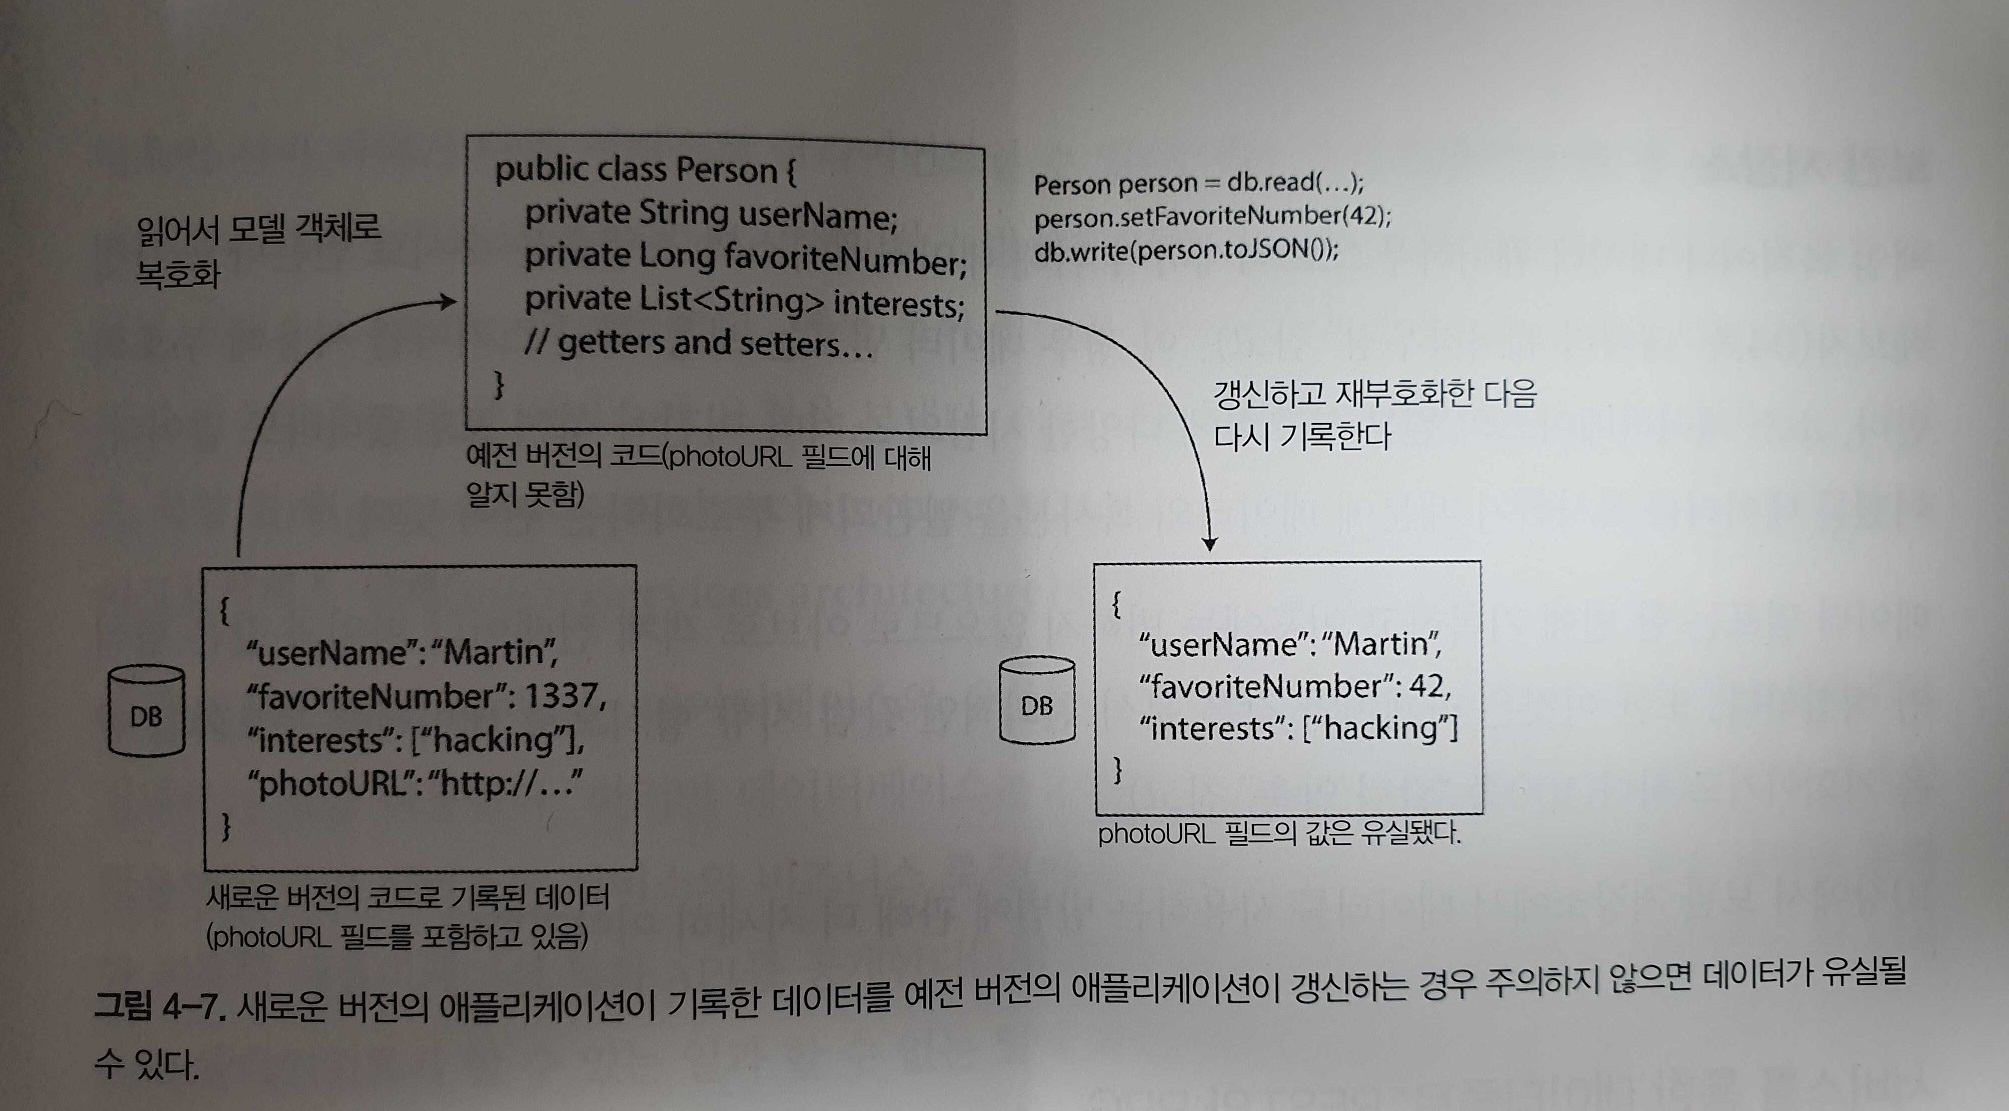 읽어서 모델 객체로
복호화
public class Person {
private String userName;
private Long favoriteNumber;
private List<String> interests;
// getters and setters…
}
예전 버전의 코드(photoURL 필드에 대해
알지 못함)
Person person = db.read(…);
person.setFavoriteNumber(42);
db.write(person.toJSON());
갱신하고 재부호화한 다음
다시 기록한다
DB
{
“userName”: “Martin”,
“favoriteNumber”: 1337,
“interests”: [“hacking”],
“photoURL”: “http://…”
}
새로운 버전의 코드로 기록된 데이터
(photoURL 필드를 포함하고 있음)
DB
{
“userName”: “Martin”,
“favoriteNumber”: 42,
“interests”: [“hacking”]
}
photoURL 필드의 값은 유실됐다.
그림 4-7. 새로운 버전의 애플리케이션이 기록한 데이터를 예전 버전의 애플리케이션이 갱신하는 경우 주의하지 않으면 데이터가 유실될
수 있다.